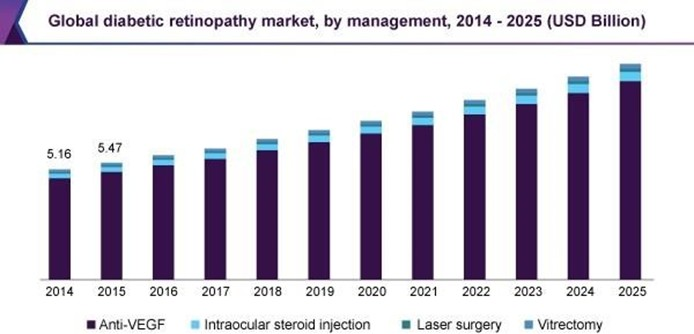 Global diabetic retinopathy market, by management, 2014 - 2025 (USD Billion)
5.16 5.47
2014 2015 2016 2017 2018 2019 2020 2021 2022 2023 2024 2025
Anti-VEGF Intraocular steroid injection Laser surgery Vitrectomy